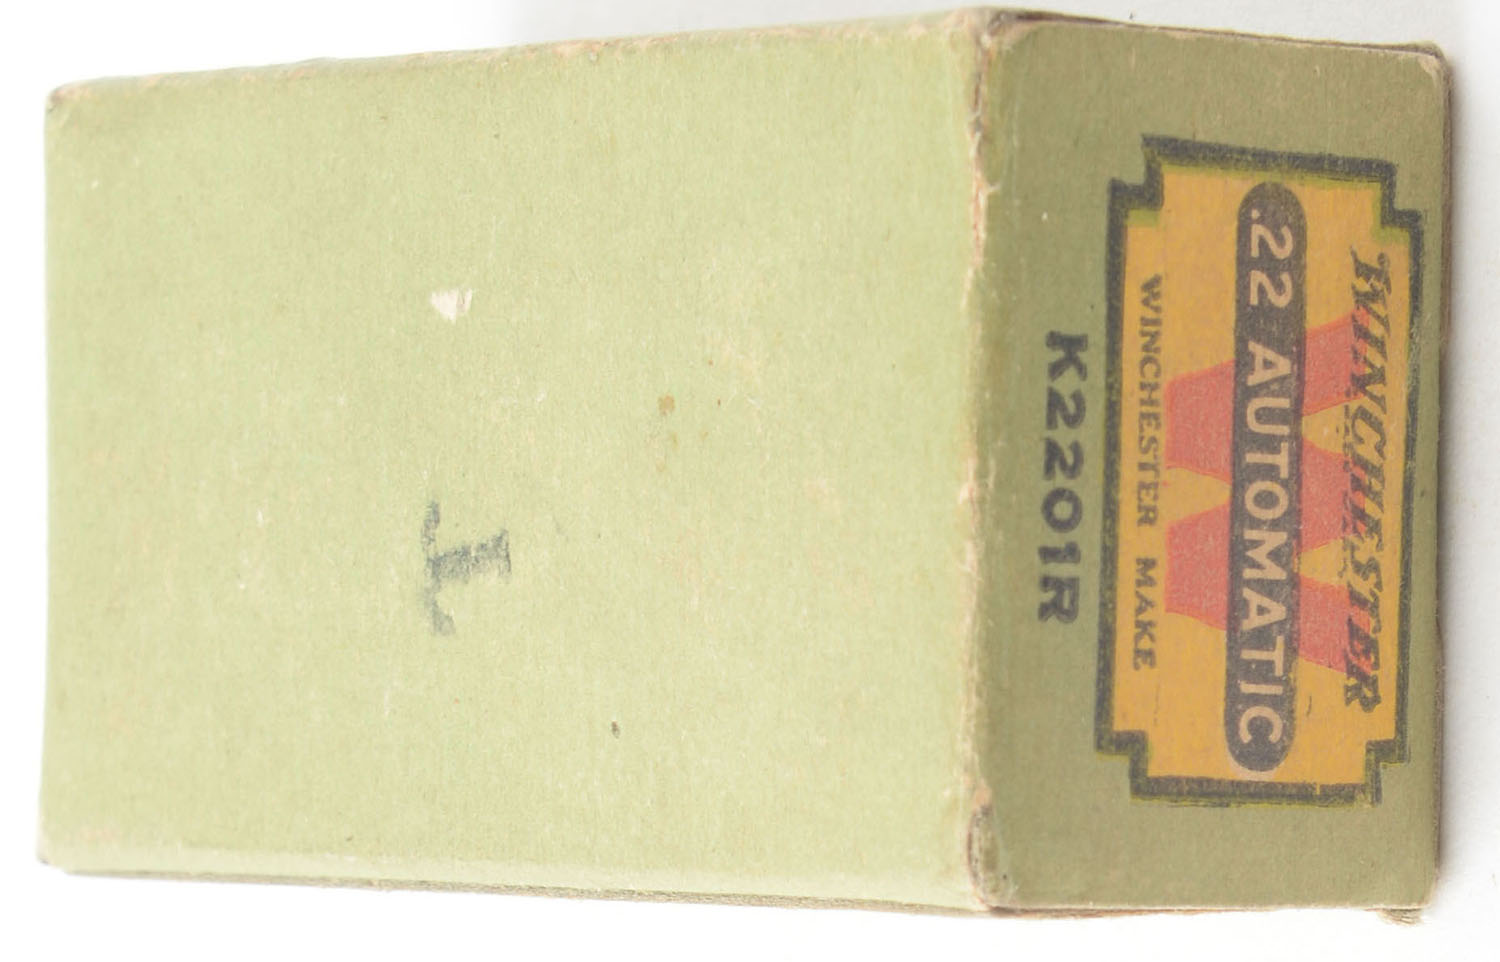 WINCHESTER
.22 AUTOMATIC
WINCHESTER MAKE
K2201R
T